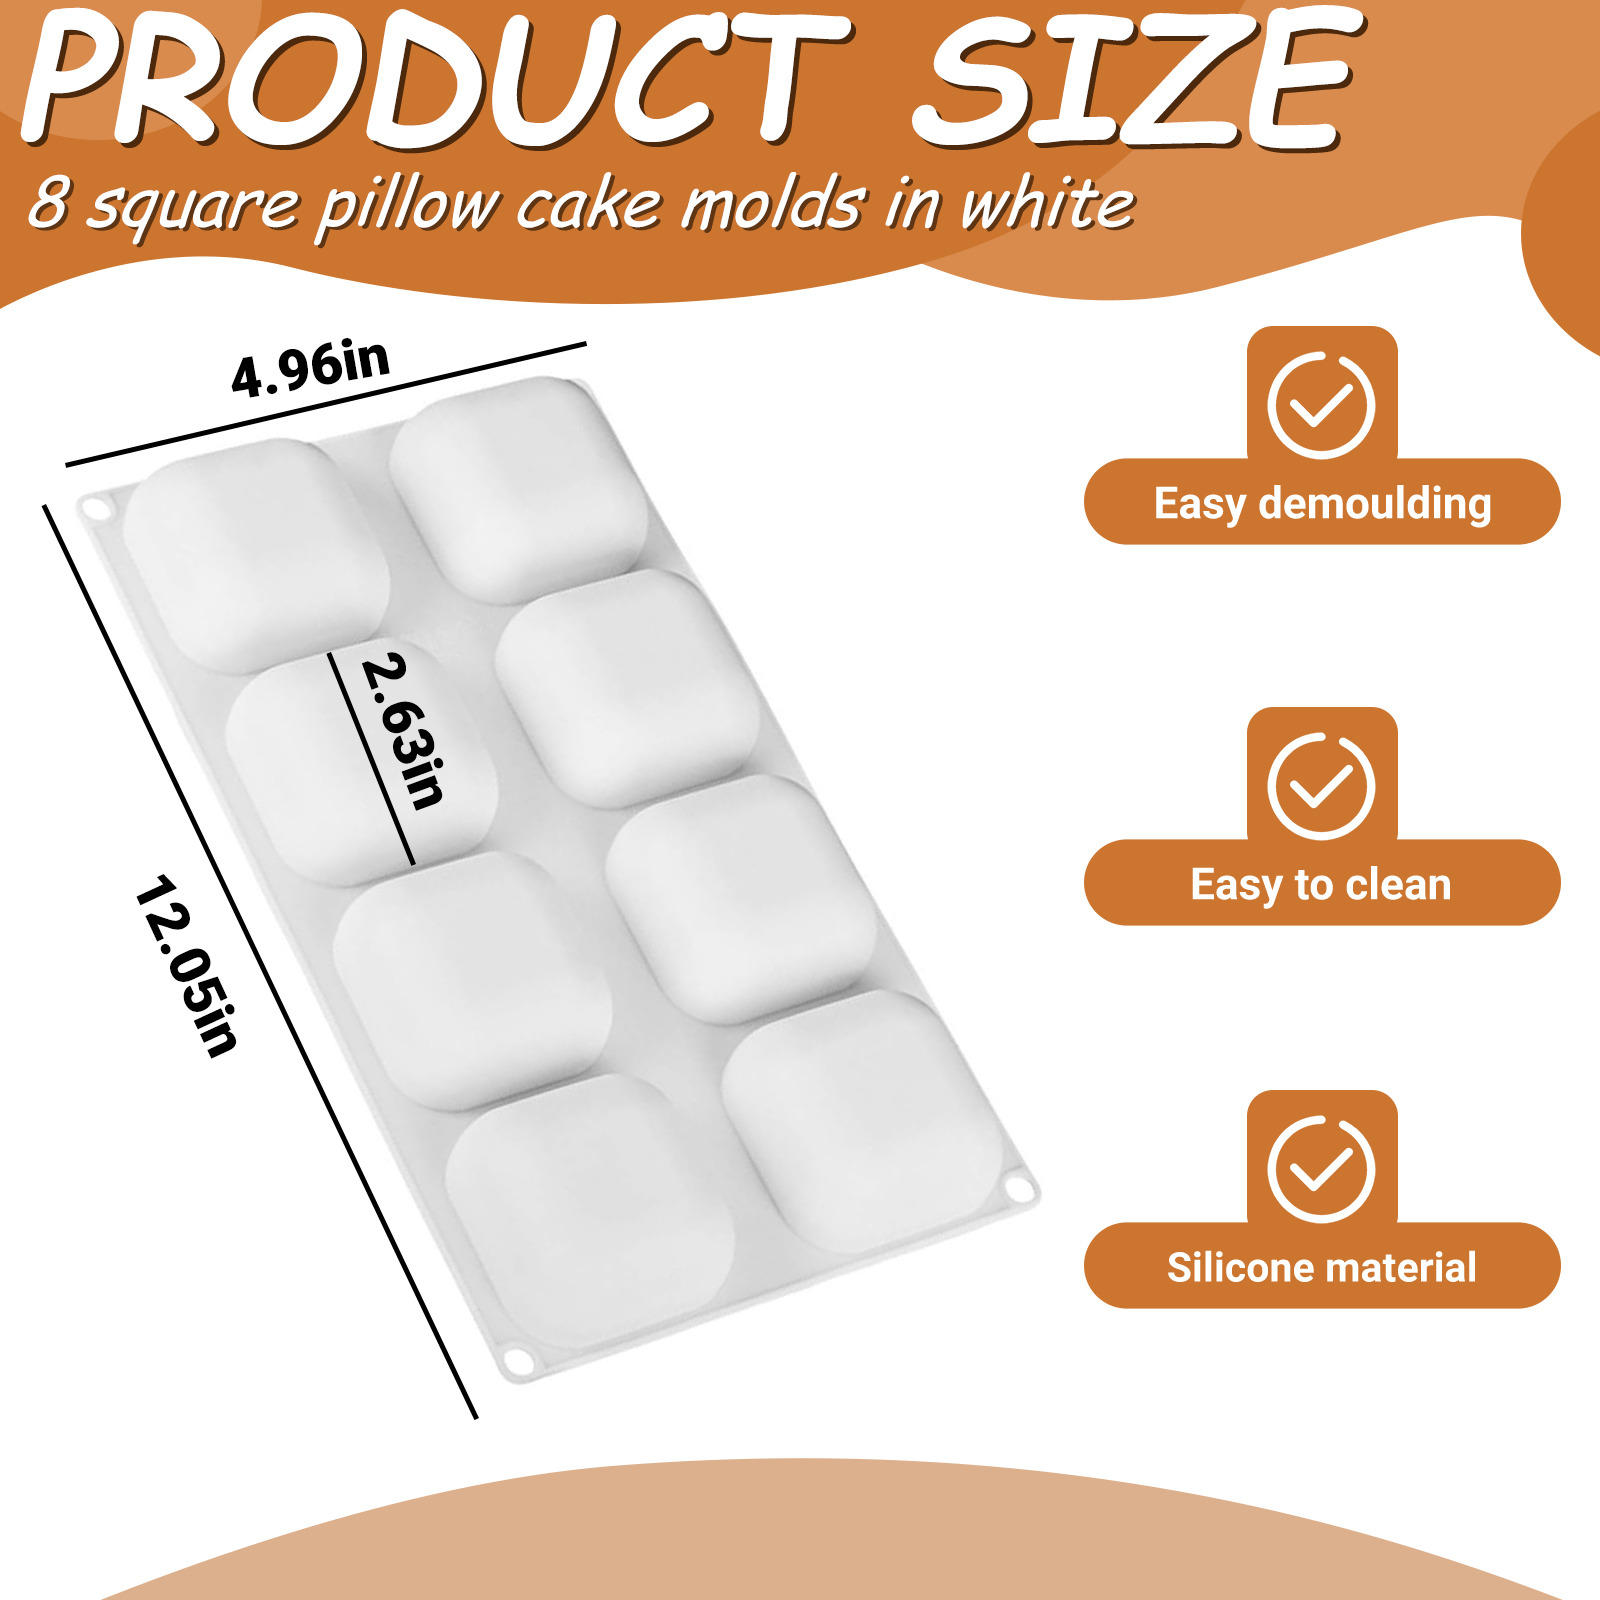 PRODUCT SIZE
8 square pillow cake molds in white
4.96in
2.63in
12.05in
Easy demoulding
Easy to clean
Silicone material